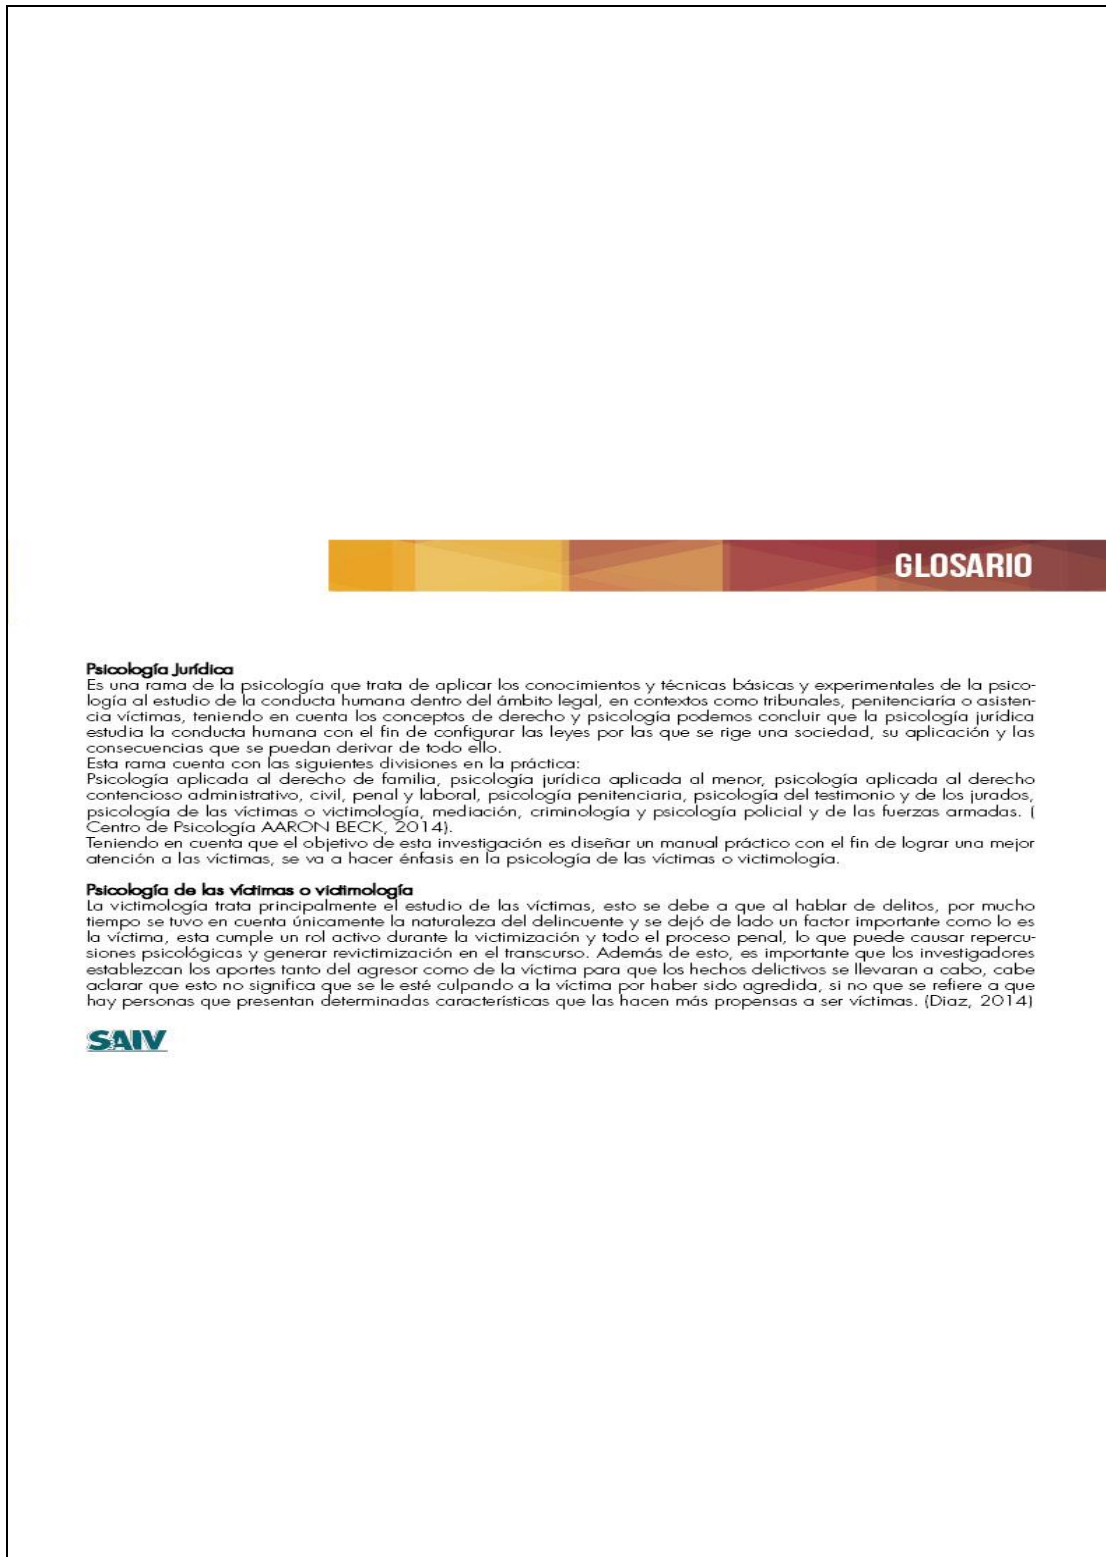 GLOSARIO
Psicología Jurídica
Es una rama de la psicología que trata de aplicar los conocimientos y técnicas básicas y experimentales de la psico-
logía al estudio de la conducta humana dentro del ámbito legal, en contextos como tribunales, penitenciaría o asisten-
cia víctimas, teniendo en cuenta los conceptos de derecho y psicología podemos concluir que la psicología jurídica
estudia la conducta humana con el fin de configurar las leyes por las que se rige una sociedad, su aplicación y las
consecuencias que se puedan derivar de todo ello.
Esta rama cuenta con las siguientes divisiones en la práctica:
Psicología aplicada al derecho de familia, psicología jurídica aplicada al menor, psicología aplicada al derecho
contencioso administrativo, civil, penal y laboral, psicología penitenciaria, psicología del testimonio y de los jurados,
psicología de las víctimas o victimología, mediación, criminología y psicología policial y de las fuerzas armadas. (
Centro de Psicología AARON BECK, 2014).
Teniendo en cuenta que el objetivo de esta investigación es diseñar un manual práctico con el fin de lograr una mejor
atención a las víctimas, se va a hacer énfasis en la psicología de las víctimas o victimología.
Psicología de las víctimas o victimología
La victimología trata principalmente el estudio de las víctimas, esto se debe a que al hablar de delitos, por mucho
tiempo se tuvo en cuenta únicamente la naturaleza del delincuente y se dejó de lado un factor importante como lo es
la víctima, esta cumple un rol activo durante la victimización y todo el proceso penal, lo que puede causar repercu-
siones psicológicas y generar revictimización en el transcurso. Además de esto, es importante que los investigadores
establezcan los aportes tanto del agresor como de la víctima para que los hechos delictivos se llevaran a cabo, cabe
aclarar que esto no significa que se le esté culpando a la víctima por haber sido agredida, si no que se refiere a que
hay personas que presentan determinadas características que las hacen más propensas a ser víctimas. (Diaz, 2014)
SAIV